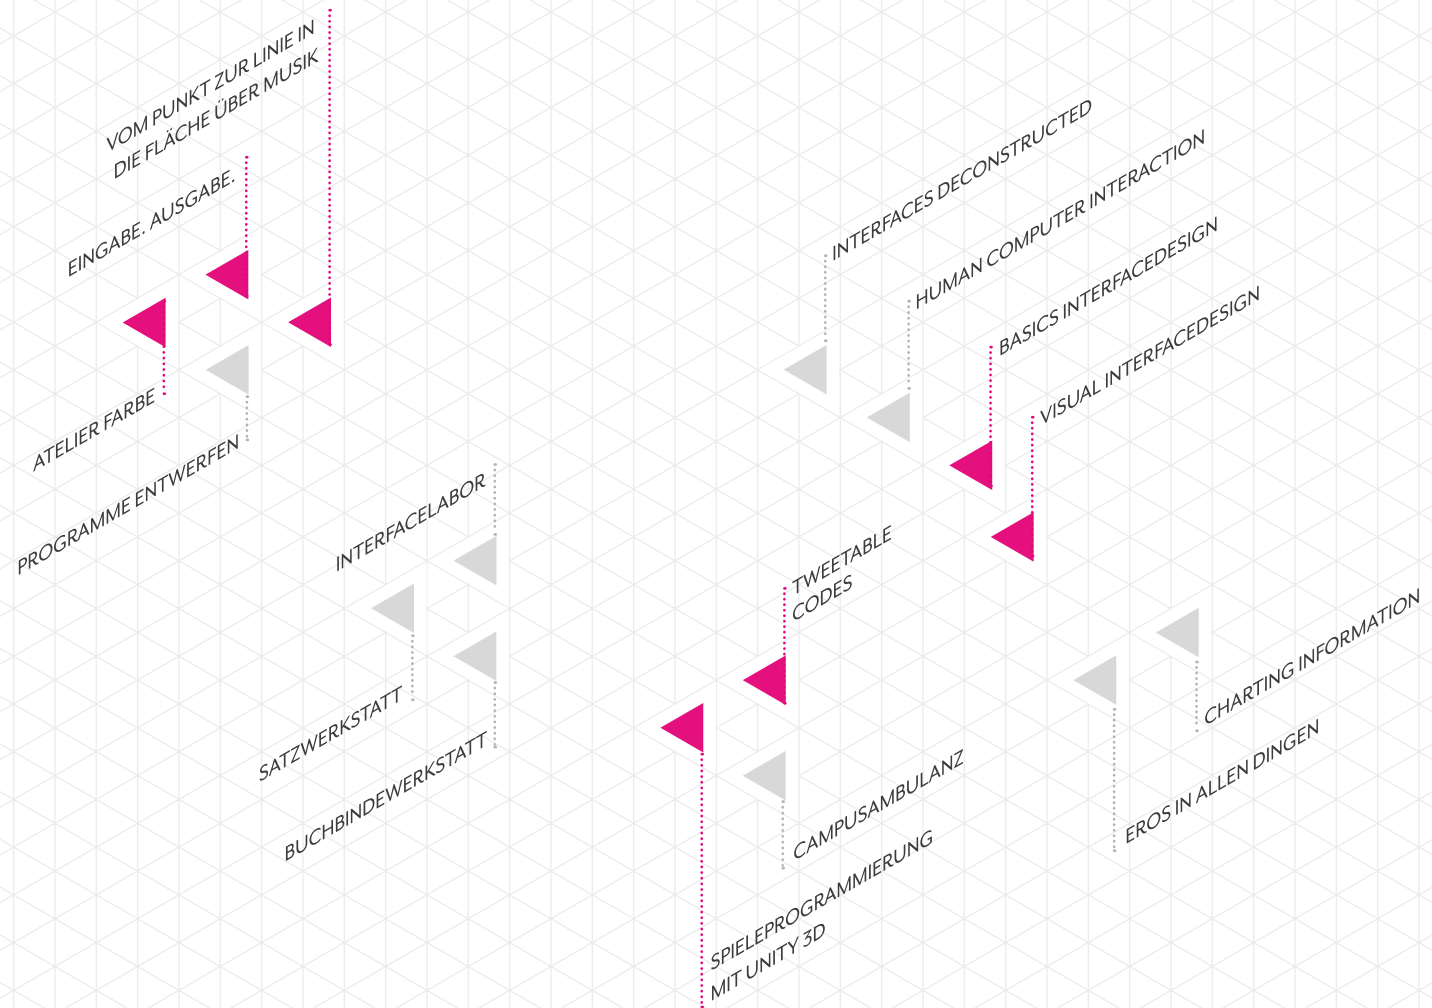 VOM PUNKT ZUR LINIE IN
DIE FLÄCHE ÜBER MUSIK
EINGABE. AUSGABE.
ATELIER FARBE
PROGRAMME ENTWERFEN
INTERFACELABOR
SATZWERKSTATT
BUCHBINDEWERKSTATT
INTERFACES DECONSTRUCTED
HUMAN COMPUTER INTERACTION
BASICS INTERFACEDESIGN
VISUAL INTERFACEDESIGN
TWEETABLE
CODES
CHARTING INFORMATION
EROS IN ALLEN DINGEN
CAMPUSAMBULANZ
SPIELEPROGRAMMIERUNG
MIT UNITY 3D